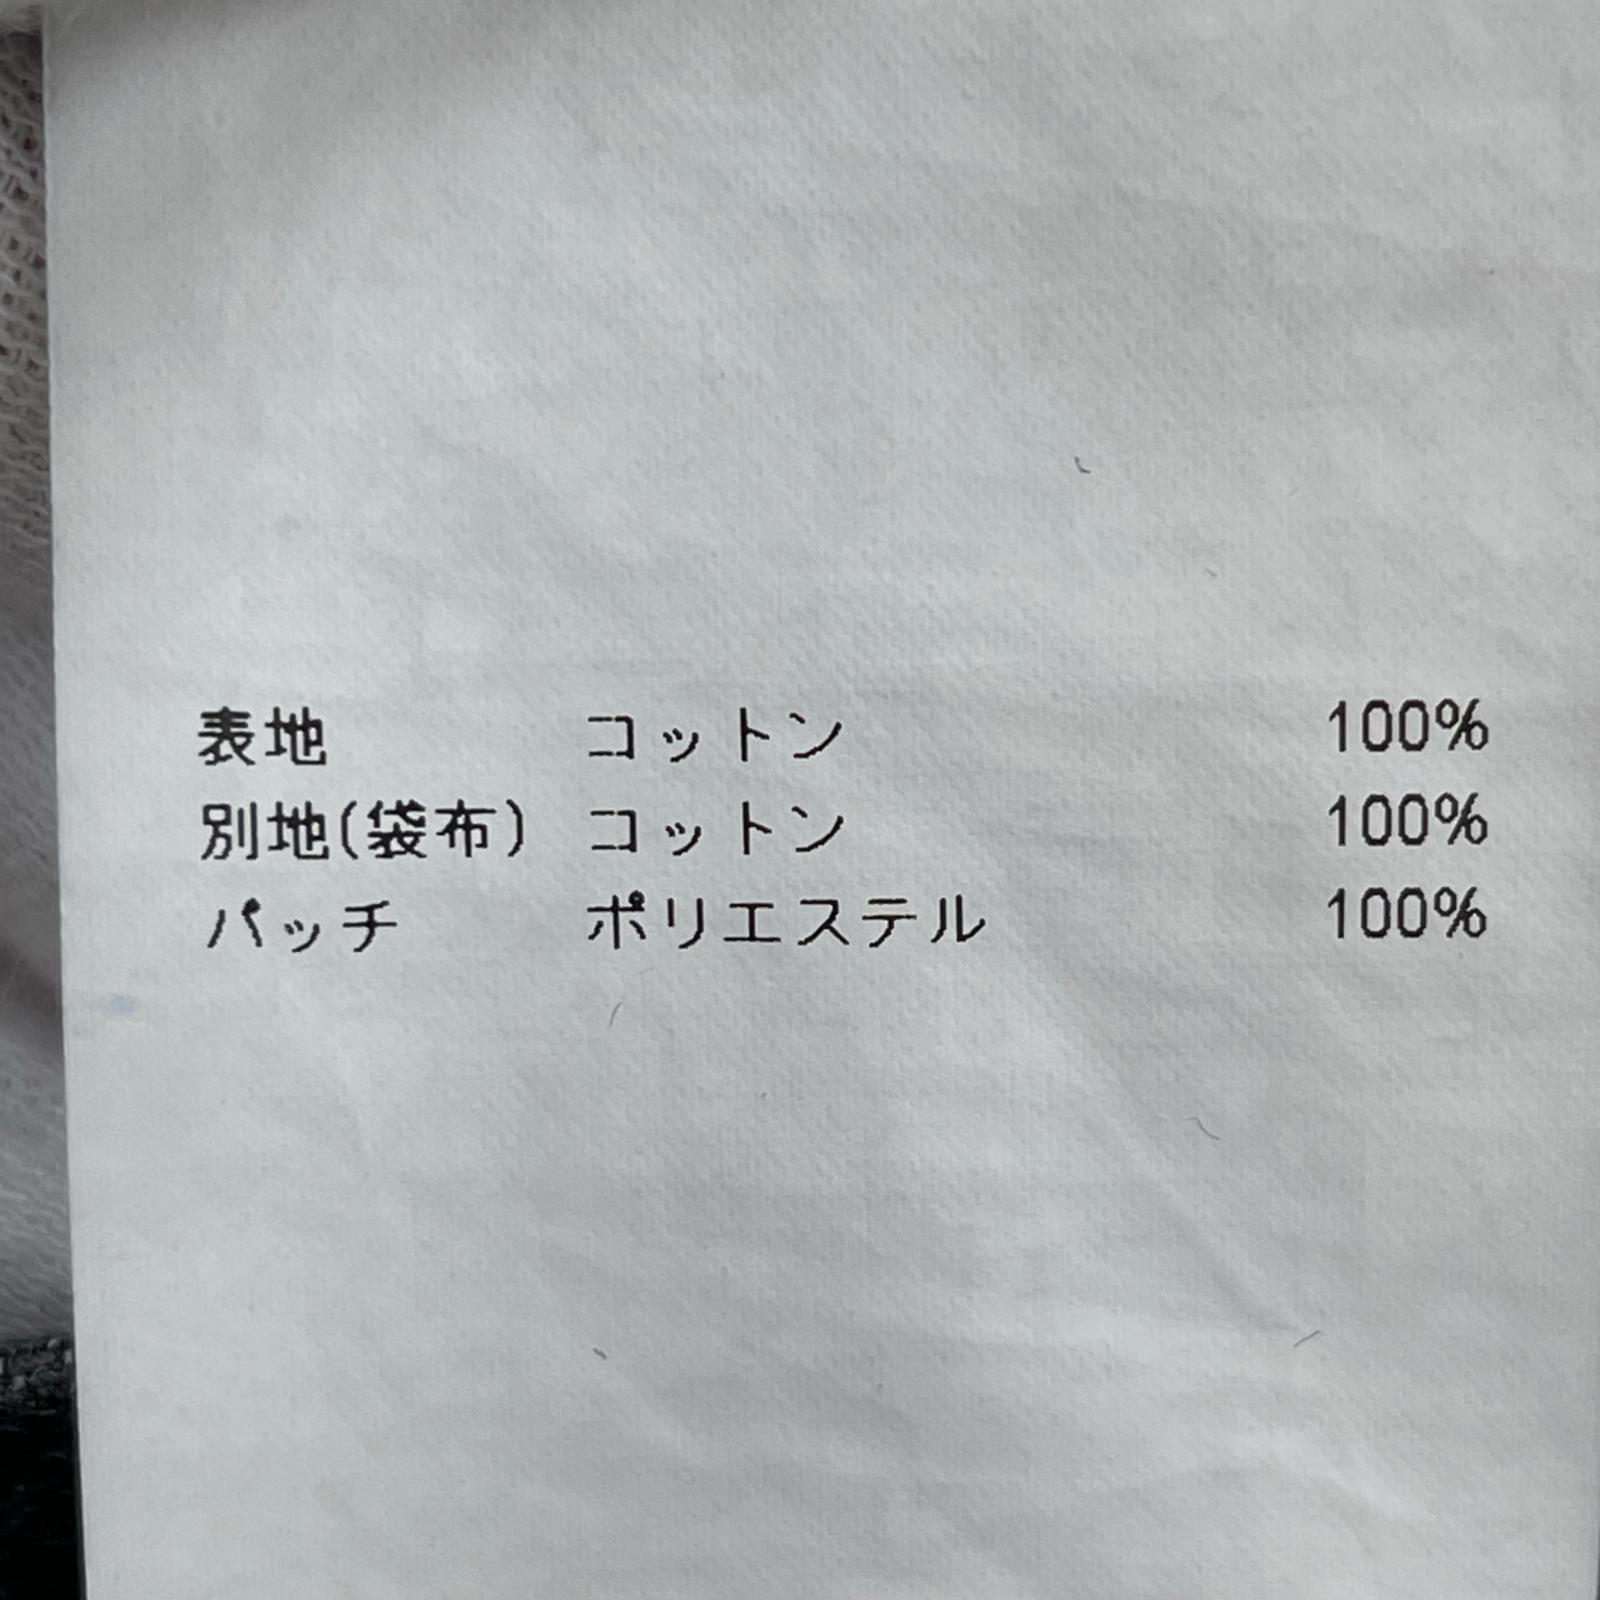 表地 コットン 100%
別地(袋布) コットン 100%
パッチ ポリエステル 100%